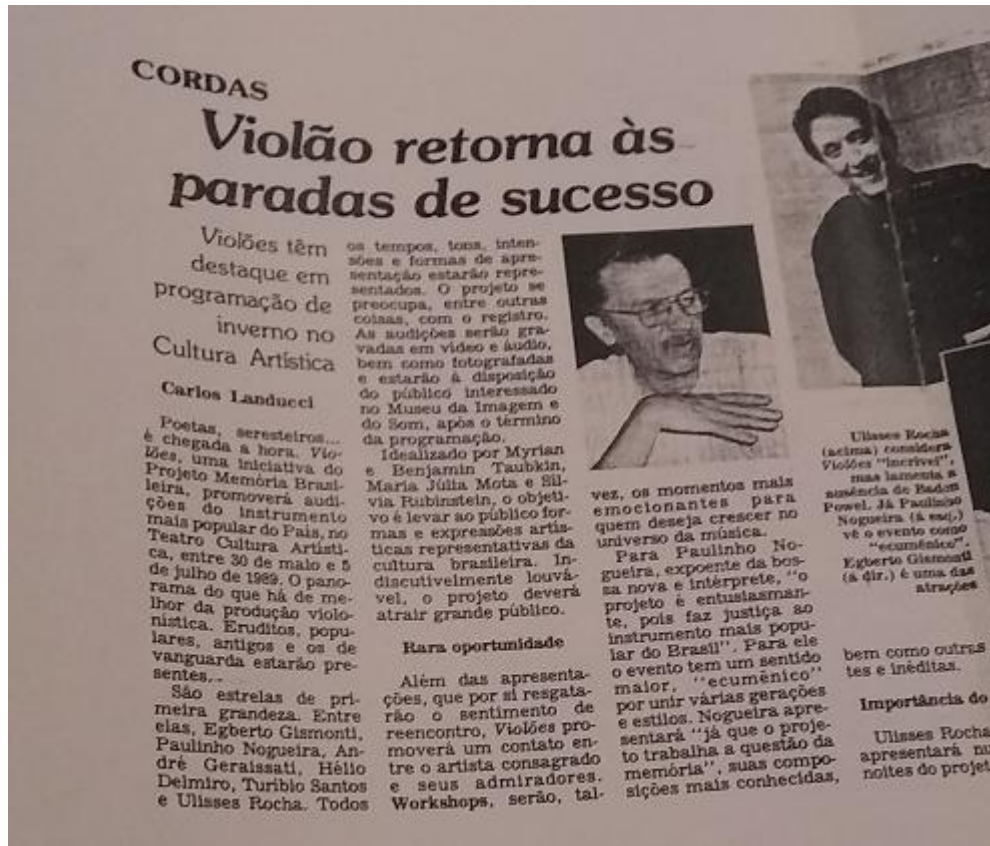 CORDAS
Violão retorna às
paradas de sucesso
Violões têm
destaque em
programação de
inverno no
Cultura Artística
Carlos Landucci
Poetas, seresteiros...
é chegada a hora. Vio-
lões, uma iniciativa do
Projeto Memória Brasi-
leira, promoverá audi-
ções do instrumento
mais popular do País, no
Teatro Cultura Artísti-
ca, entre 30 de maio e 5
de julho de 1989. O pano-
rama do que há de me-
lhor da produção violo-
nística. Eruditos, popu-
lares, antigos e os de
vanguarda estarão pre-
sentes...
São estrelas de pri-
meira grandeza. Entre
elas, Egberto Gismonti,
Paulinho Nogueira, An-
dré Geraissati, Hélio
Delmiro, Turíbio Santos
e Ulisses Rocha. Todos
os tempos, tons, inten-
sões e formas de apre-
sentação estarão repre-
sentados. O projeto se
preocupa, entre outras
coisas, com o registro.
As audições serão gra-
vadas em vídeo e áudio,
bem como fotografadas
e estarão à disposição
do público interessado
no Museu da Imagem e
do Som, após o término
da programação.
Idealizado por Myrian
e Benjamin Taubkin,
Maria Júlia Mota e Síl-
via Rubinstein, o objeti-
vo é levar ao público for-
mas e expressões artís-
ticas representativas da
cultura brasileira. In-
discutivelmente louvá-
vel, o projeto deverá
atrair grande público.
Rara oportunidade
Além das apresenta-
ções, que por si resgata-
rão o sentimento de
reencontro, Violões pro-
moverá um contato en-
tre o artista consagrado
e seus admiradores.
Workshops, serão, tal-
vez, os momentos mais
emocionantes para
quem deseja crescer no
universo da música.
Para Paulinho No-
gueira, expoente da bos-
sa nova e intérprete, "o
projeto é entusiasman-
te, pois faz justiça ao
instrumento mais popu-
lar do Brasil". Para ele
o evento tem um sentido
maior, "ecumênico"
por unir várias gerações
e estilos. Nogueira apre-
sentará "já que o proje-
to trabalha a questão da
memória", suas compo-
sições mais conhecidas,
Ulisses Rocha
(acima) considera
Violões "incrível",
mas lamenta a
ausência de Baden
Powel. Já Paulinho
Nogueira (à esq.)
vê o evento como
"ecumênico".
Egberto Gismonti
(à dir.) é uma das
atrações
bem como outras
tes e inéditas.
Importância do
Ulisses Rocha
apresentará nu
noites do projet